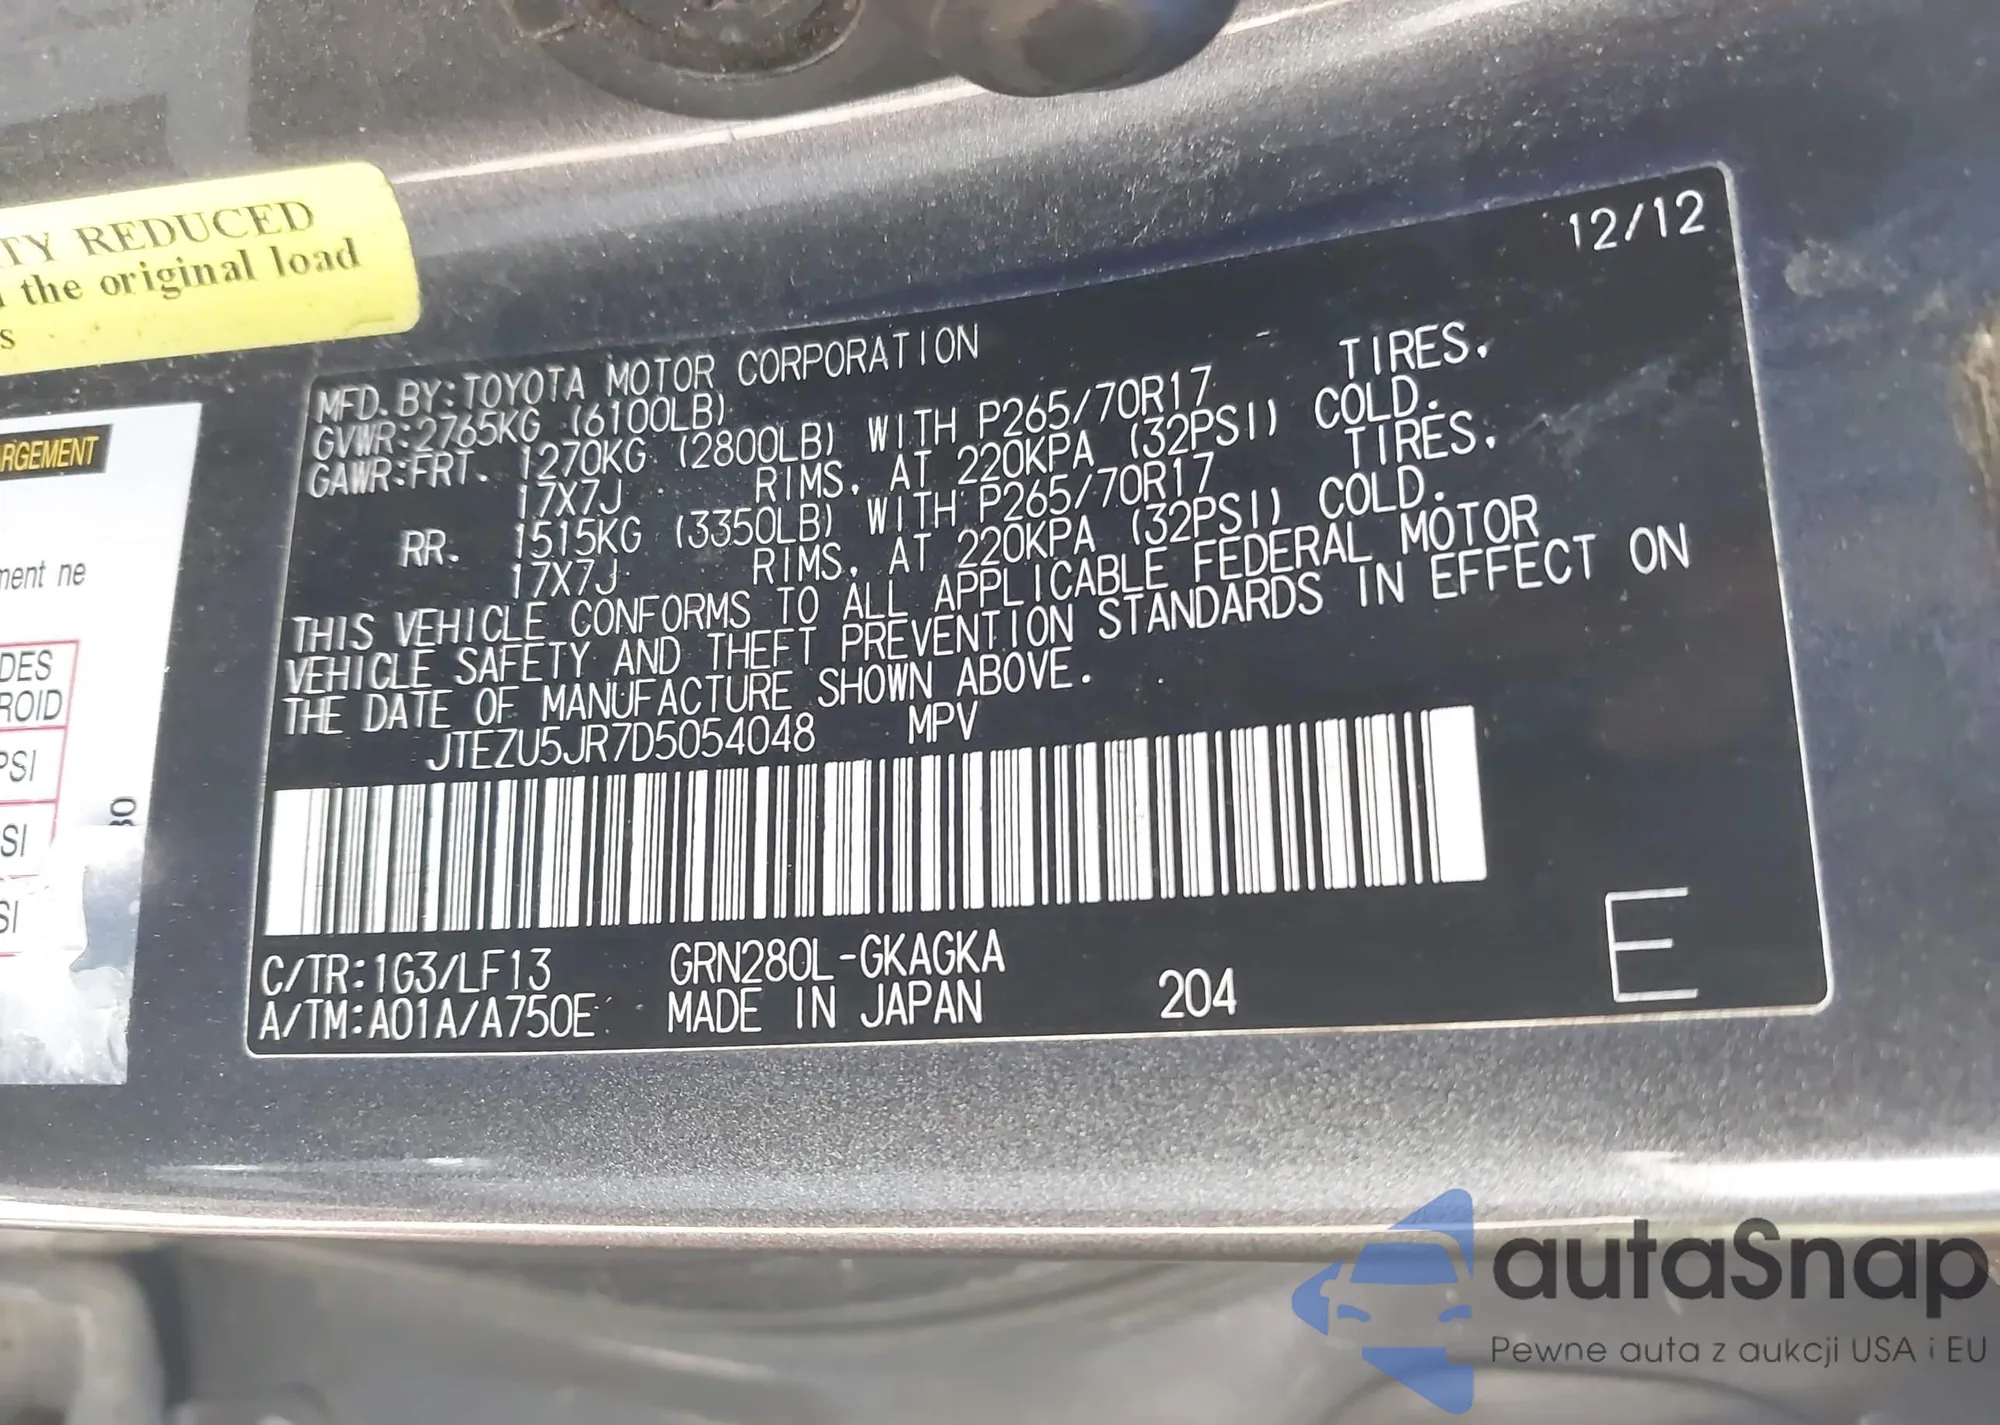 TY REDUCED
the original load
s
RGEMENT
ment ne
DES
ROID
PSI
SI
SI
30
12/12
MFD. BY:TOYOTA MOTOR CORPORATION
GVWR:2765KG (6100LB)
GAWR:FRT. 1270KG (2800LB) WITH P265/70R17 TIRES,
17X7J RIMS, AT 220KPA (32PSI) COLD.
RR. 1515KG (3350LB) WITH P265/70R17 TIRES,
17X7J RIMS, AT 220KPA (32PSI) COLD.
THIS VEHICLE CONFORMS TO ALL APPLICABLE FEDERAL MOTOR
VEHICLE SAFETY AND THEFT PREVENTION STANDARDS IN EFFECT ON
THE DATE OF MANUFACTURE SHOWN ABOVE.
JTEZU5JR7D5054048 MPV
C/TR:1G3/LF13 GRN280L-GKAGKA
A/TM:A01A/A750E MADE IN JAPAN 204
E
autaSnap
Pewne auta z aukcji USA i EU